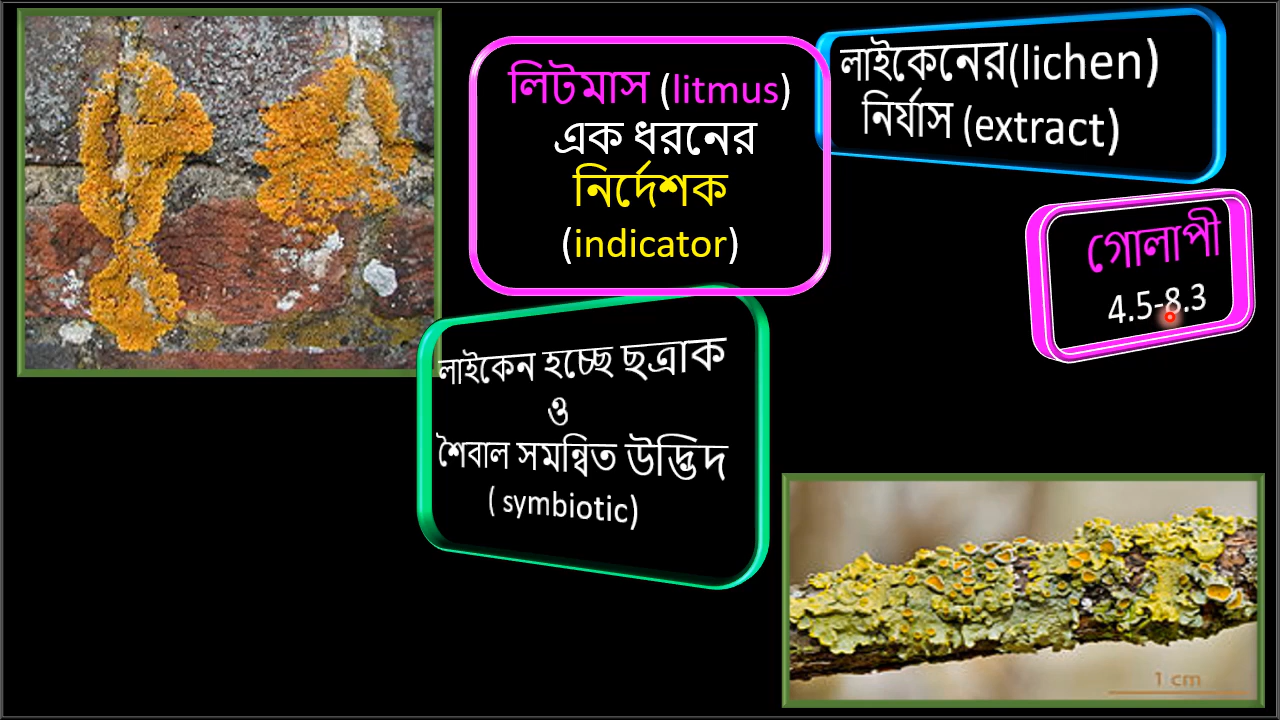 লিটমাস (litmus)
এক ধরনের
নির্দেশক
(indicator)
লাইকেনের(lichen)
নির্যাস (extract)
গোলাপী
4.5-8.3
লাইকেন হচ্ছে ছত্রাক
ও
শৈবাল সমন্বিত উদ্ভিদ
( symbiotic)
1 cm